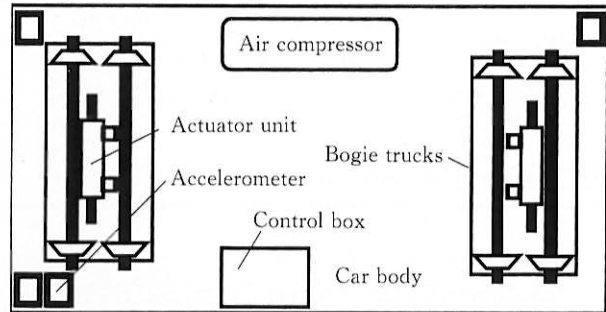 Air compressor
Actuator unit
Bogie trucks
Accelerometer
Control box
Car body